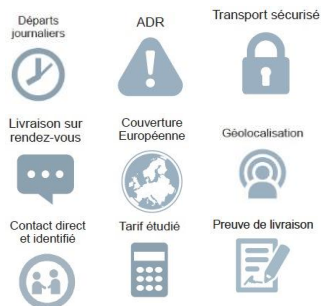 Départs
journaliers
ADR
Transport sécurisé
Livraison sur
rendez-vous
Couverture
Européenne
Géolocalisation
Contact direct
et identifié
Tarif étudié
Preuve de livraison